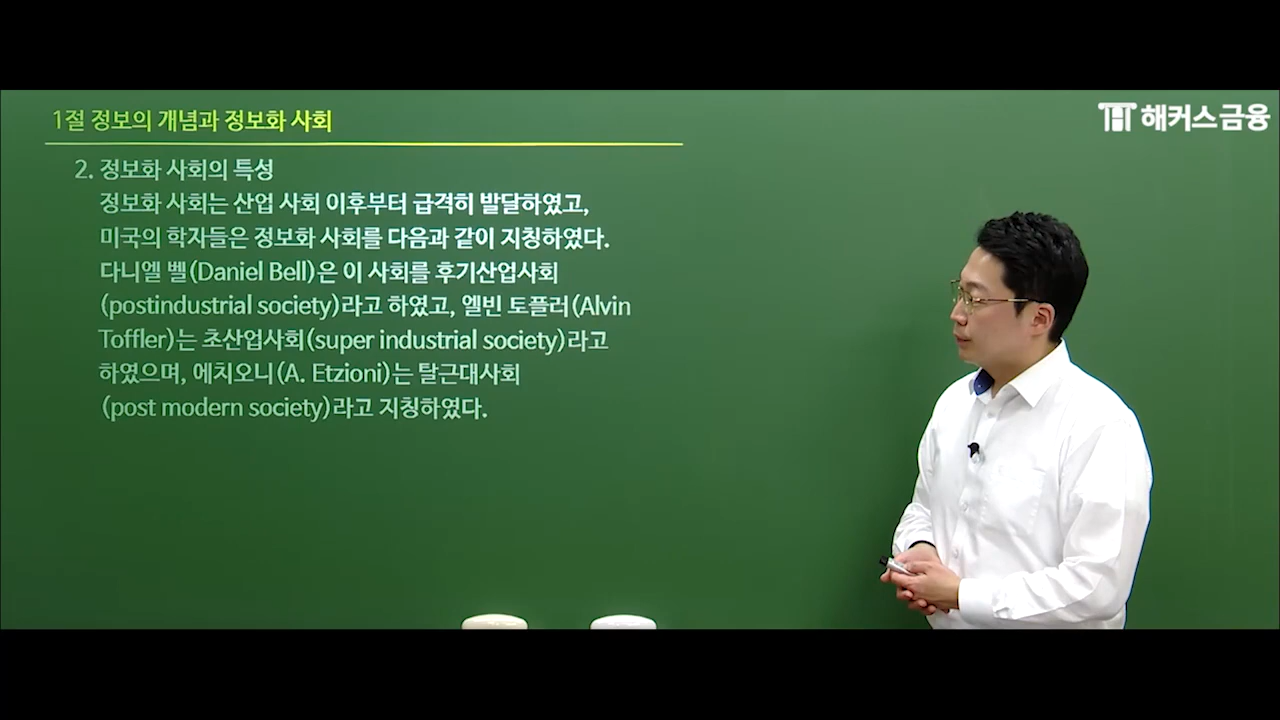 1절 정보의 개념과 정보화 사회
해커스금융
2. 정보화 사회의 특성
정보화 사회는 산업 사회 이후부터 급격히 발달하였고,
미국의 학자들은 정보화 사회를 다음과 같이 지칭하였다.
다니엘 벨(Daniel Bell)은 이 사회를 후기산업사회
(postindustrial society)라고 하였고, 엘빈 토플러(Alvin
Toffler)는 초산업사회(super industrial society)라고
하였으며, 에치오니(A. Etzioni)는 탈근대사회
(post modern society)라고 지칭하였다.